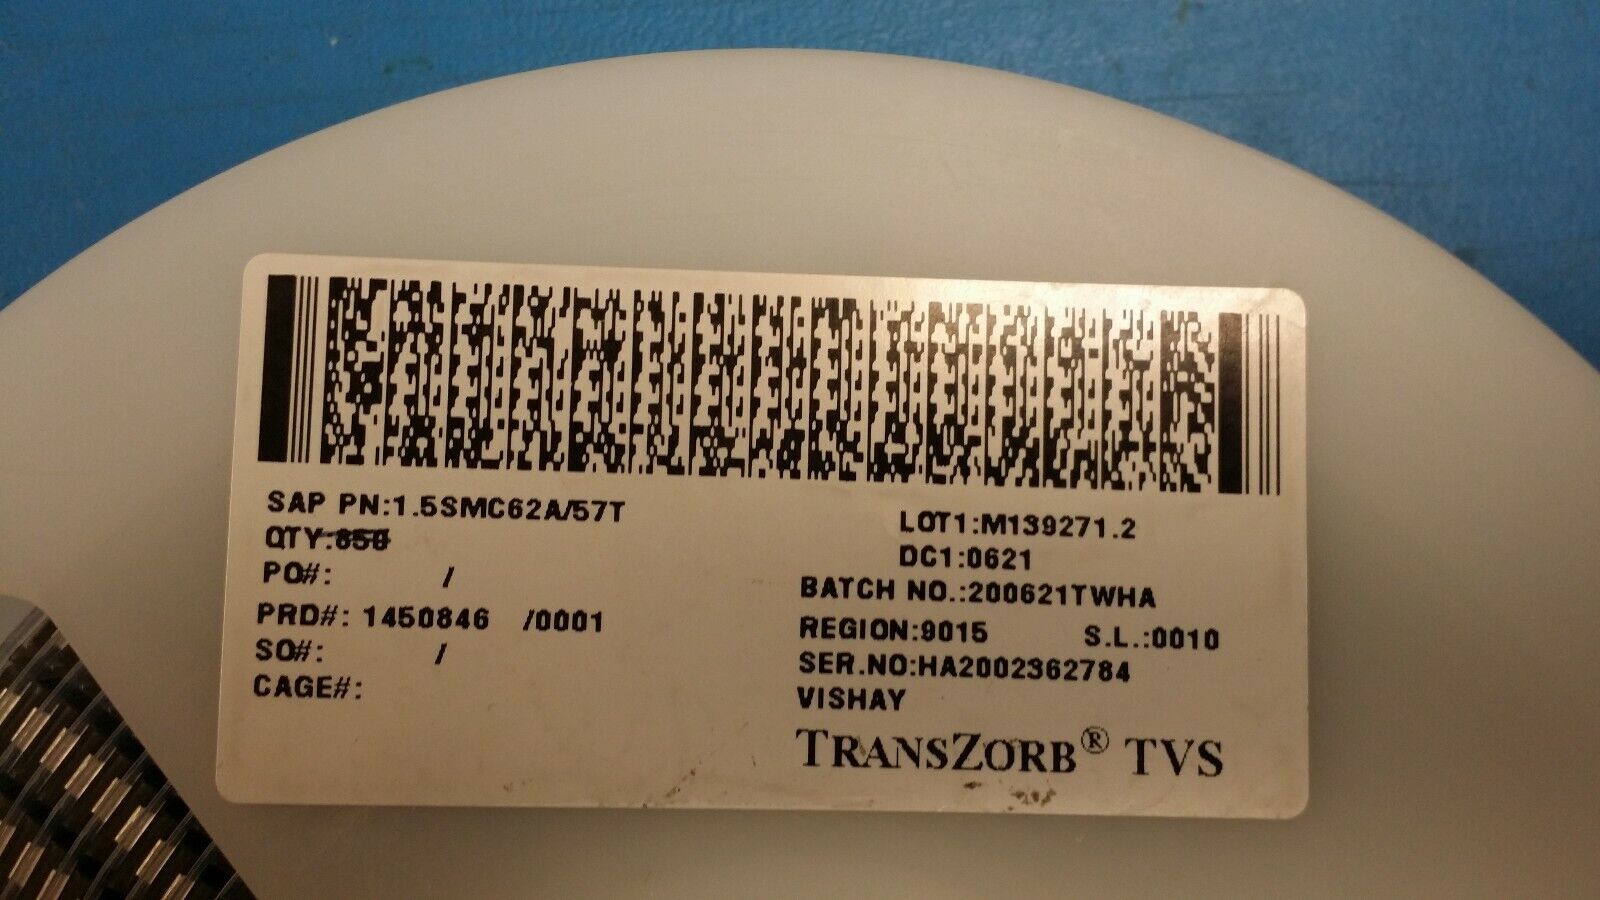 SAP PN:1.5SMC62A/57T
QTY:850
PO#: /
PRD#: 1450846 /0001
SO#: /
CAGE#:
LOT1:M139271.2
DC1:0621
BATCH NO.:200621TWHA
REGION:9015 S.L.:0010
SER.NO:HA2002362784
VISHAY
TRANSZORB® TVS